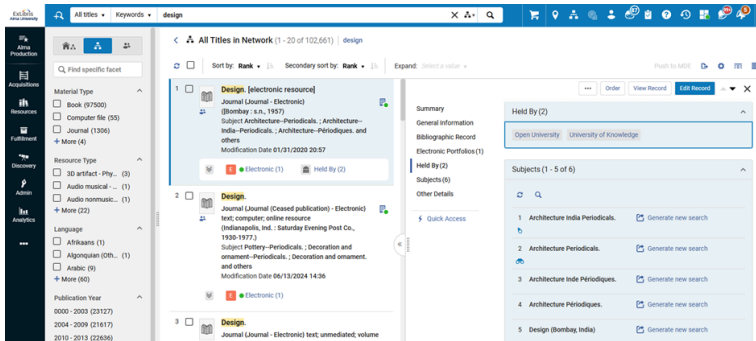 ExLibris
Alma University
All titles
Keywords
design
Alma Production
Acquisitions
Resources
Fulfillment
Discovery
Admin
Analytics
Find specific facet
Material Type
Book (97500)
Computer file (55)
Journal (1306)
+ More (4)
Resource Type
3D artifact - Phy... (3)
Audio musical - ... (1)
Audio nonmusic... (1)
+ More (22)
Language
Afrikaans (1)
Algonquian (Oth... (1)
Arabic (9)
+ More (60)
Publication Year
0000 - 2003 (23127)
2004 - 2009 (21617)
2010 - 2013 (22636)
All Titles in Network (1 - 20 of 102,661) design
Sort by: Rank Secondary sort by: Rank Expand: Select a value
Push to MDE
1 Design. [electronic resource]
Journal (Journal - Electronic)
([Bombay : s.n., 1957)
Subject Architecture--Periodicals. ; Architecture--
India--Periodicals. ; Architecture--Périodiques. and
others
Modification Date 01/31/2020 20:57
E Electronic (1) Held By (2)
2 Design.
Journal (Journal (Ceased publication) - Electronic)
text; computer; online resource
(Indianapolis, Ind. : Saturday Evening Post Co.,
1930-1977.)
Subject Pottery--Periodicals. ; Decoration and
ornament--Periodicals. ; Decoration and ornament.
and others
Modification Date 06/13/2024 14:36
E Electronic (1)
3 Design.
Journal (Journal - Electronic) text; unmediated; volume
Summary
General Information
Bibliographic Record
Electronic Portfolios (1)
Held By (2)
Subjects (6)
Other Details
Quick Access
Order View Record Edit Record
Held By (2)
Open University University of Knowledge
Subjects (1 - 5 of 6)
1 Architecture India Periodicals. Generate new search
2 Architecture Periodicals. Generate new search
3 Architecture Inde Périodiques. Generate new search
4 Architecture Périodiques. Generate new search
5 Design (Bombay, India) Generate new search